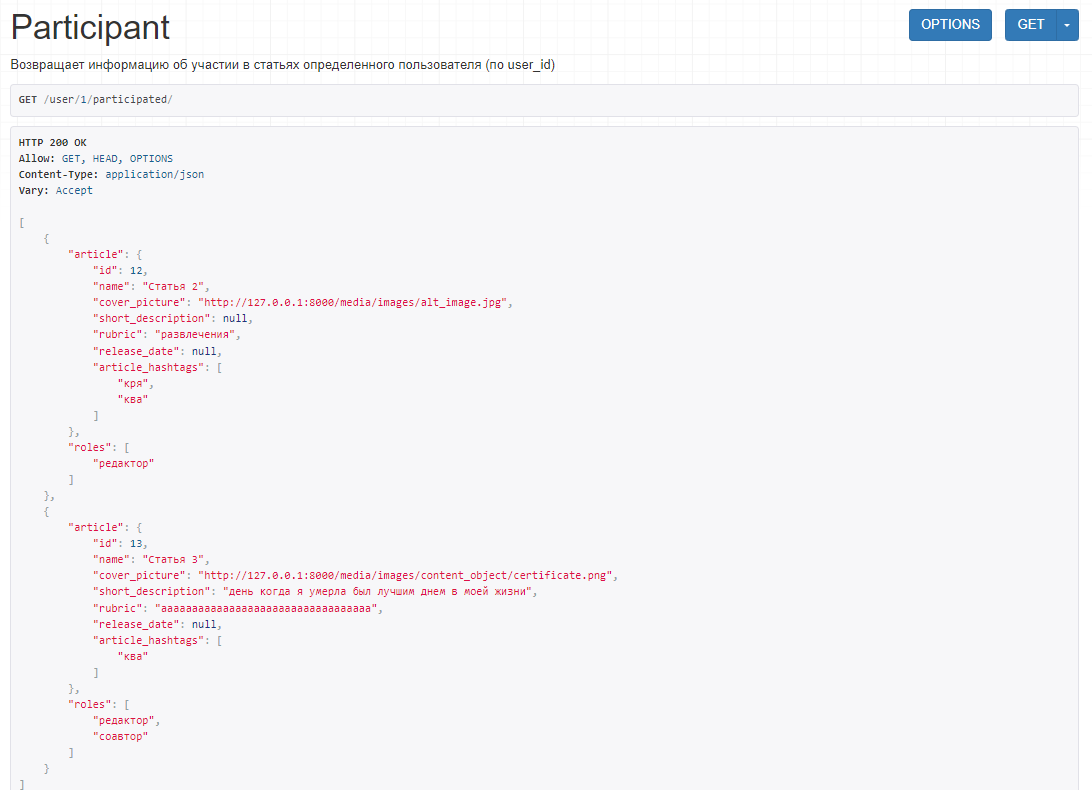 Participant
OPTIONS
GET
Возвращает информацию об участии в статьях определенного пользователя (по user_id)
GET /user/1/participated/
HTTP 200 OK
Allow: GET, HEAD, OPTIONS
Content-Type: application/json
Vary: Accept
[
    {
        "article": {
            "id": 12,
            "name": "Статья 2",
            "cover_picture": "http://127.0.0.1:8000/media/images/alt_image.jpg",
            "short_description": null,
            "rubric": "развлечения",
            "release_date": null,
            "article_hashtags": [
                "кря",
                "ква"
            ]
        },
        "roles": [
            "редактор"
        ]
    },
    {
        "article": {
            "id": 13,
            "name": "Статья 3",
            "cover_picture": "http://127.0.0.1:8000/media/images/content_object/certificate.png",
            "short_description": "день когда я умерла был лучшим днем в моей жизни",
            "rubric": "аааааааааааааааааааааааааааааааааа",
            "release_date": null,
            "article_hashtags": [
                "ква"
            ]
        },
        "roles": [
            "редактор",
            "соавтор"
        ]
    }
]